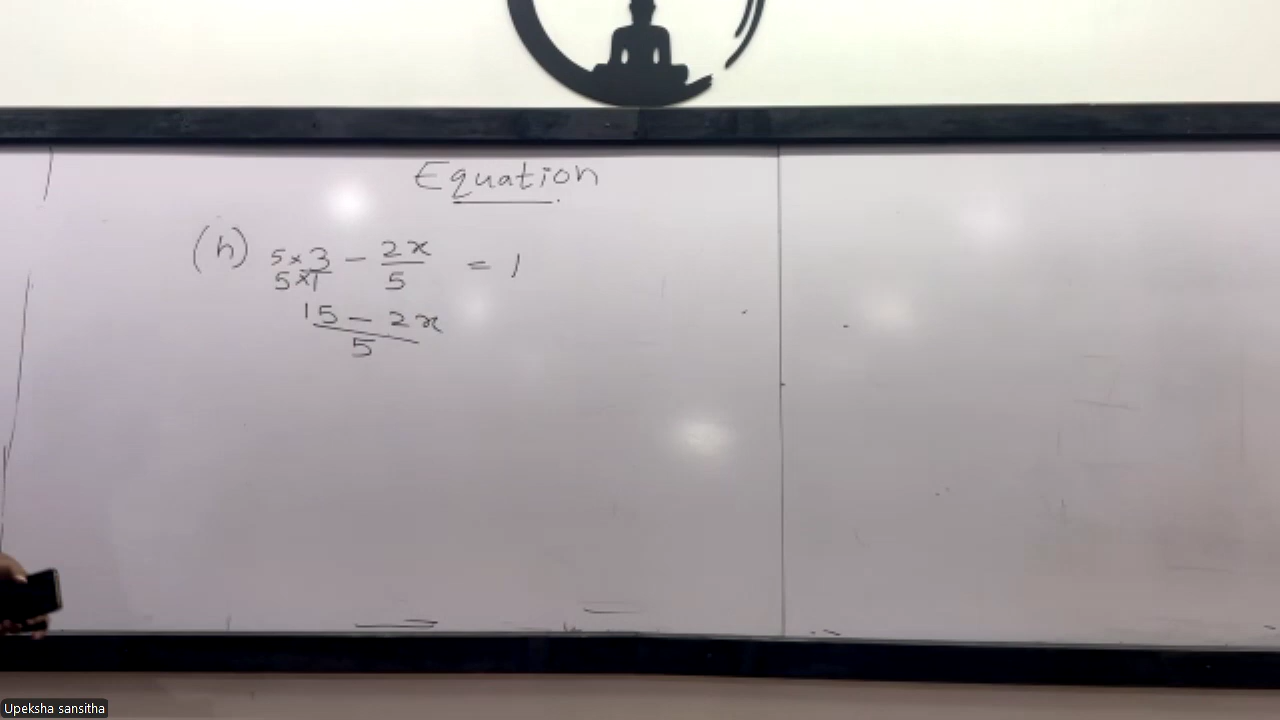 Equation
(h) 5×3/5×1 − 2x/5 = 1
15 − 2x/5
Upeksha sansitha